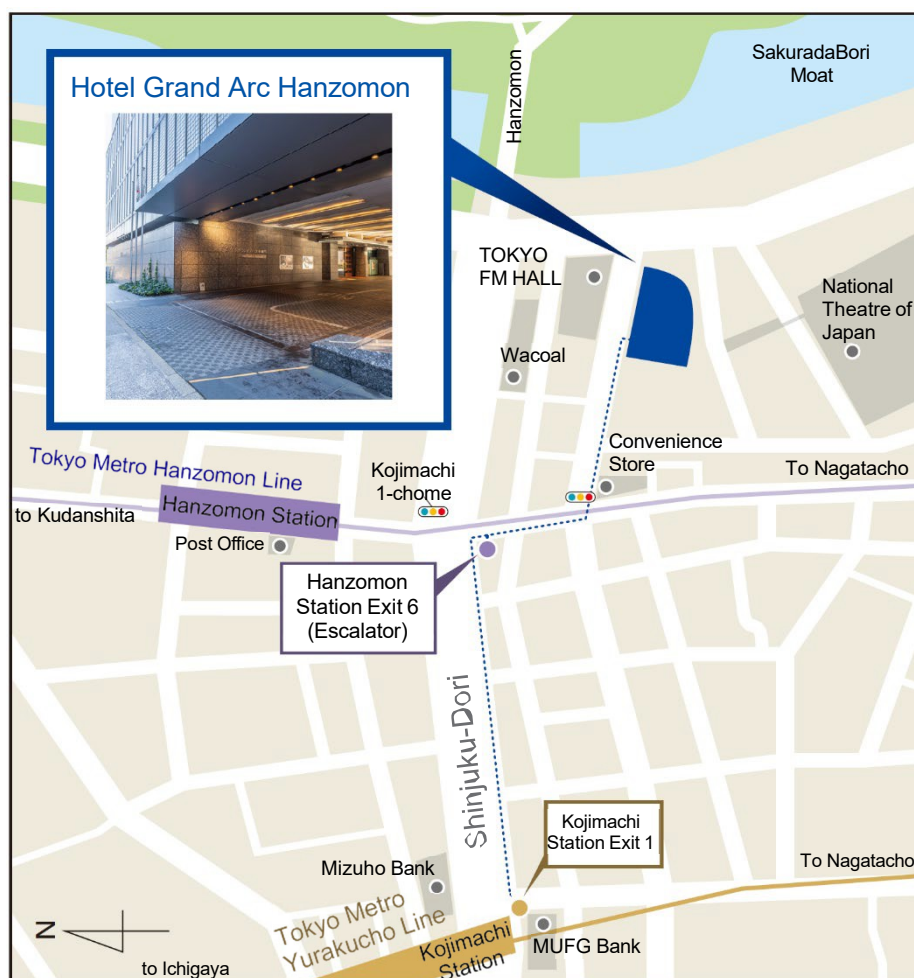 Hotel Grand Arc Hanzomon
Hanzomon
SakuradaBori
Moat
TOKYO
FM HALL
National
Theatre of
Japan
Wacoal
Convenience
Store
Tokyo Metro Hanzomon Line
Kojimachi
1-chome
To Nagatacho
Hanzomon Station
to Kudanshita
Post Office
Hanzomon
Station Exit 6
(Escalator)
Shinjuku-Dori
Kojimachi
Station Exit 1
Mizuho Bank
To Nagatacho
Tokyo Metro
Yurakucho Line
Kojimachi
Station
MUFG Bank
N
to Ichigaya